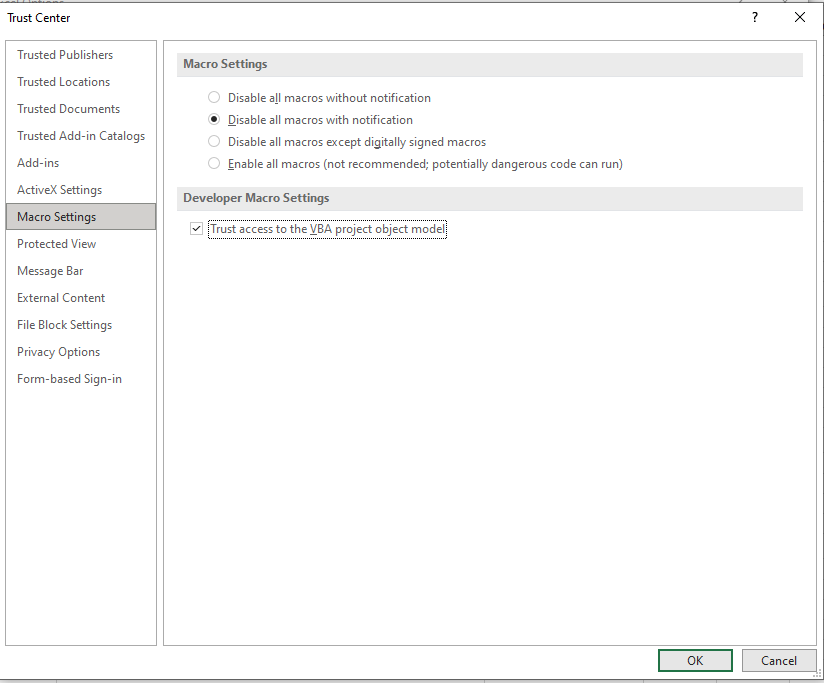 Trust Center
?
Trusted Publishers
Trusted Locations
Trusted Documents
Trusted Add-in Catalogs
Add-ins
ActiveX Settings
Macro Settings
Protected View
Message Bar
External Content
File Block Settings
Privacy Options
Form-based Sign-in
Macro Settings
Disable all macros without notification
Disable all macros with notification
Disable all macros except digitally signed macros
Enable all macros (not recommended; potentially dangerous code can run)
Developer Macro Settings
Trust access to the VBA project object model
OK
Cancel